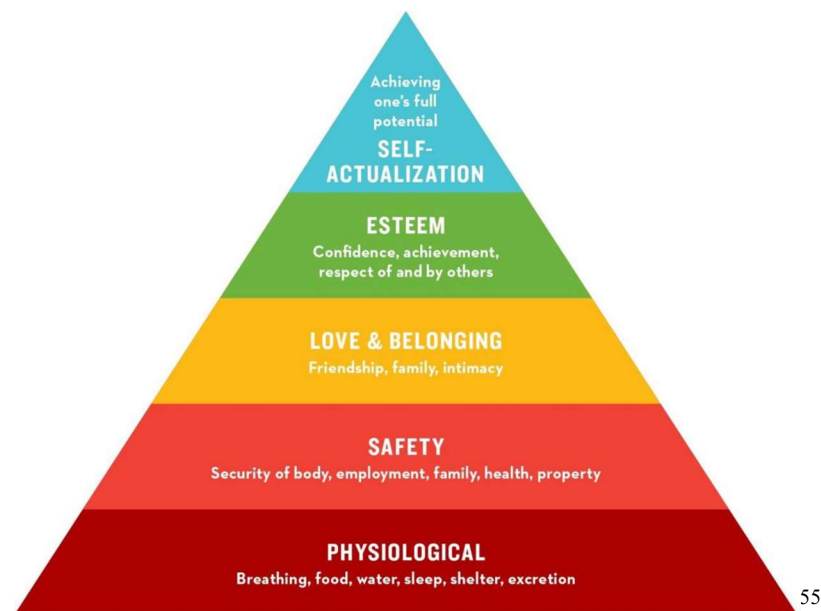 Achieving
one's full
potential
SELF-
ACTUALIZATION
ESTEEM
Confidence, achievement,
respect of and by others
LOVE & BELONGING
Friendship, family, intimacy
SAFETY
Security of body, employment, family, health, property
PHYSIOLOGICAL
Breathing, food, water, sleep, shelter, excretion
55